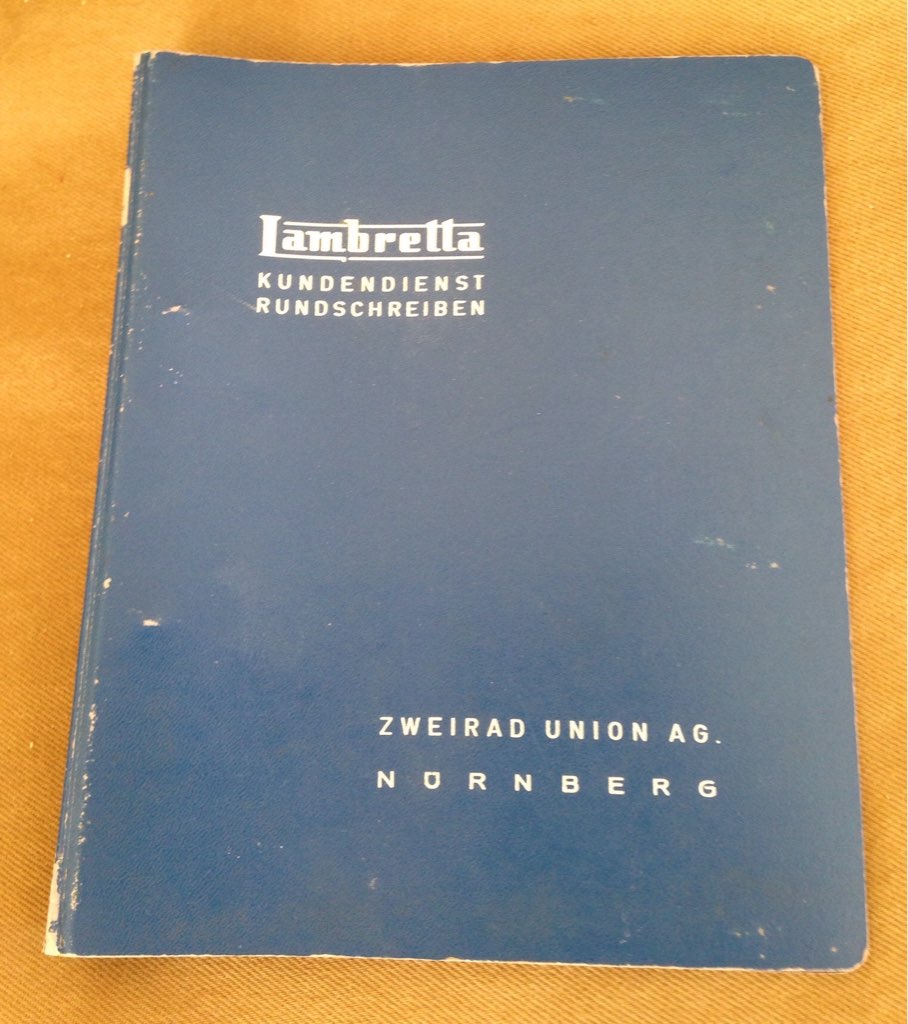 Lambretta
KUNDENDIENST
RUNDSCHREIBEN
ZWEIRAD UNION AG.
NÜRNBERG